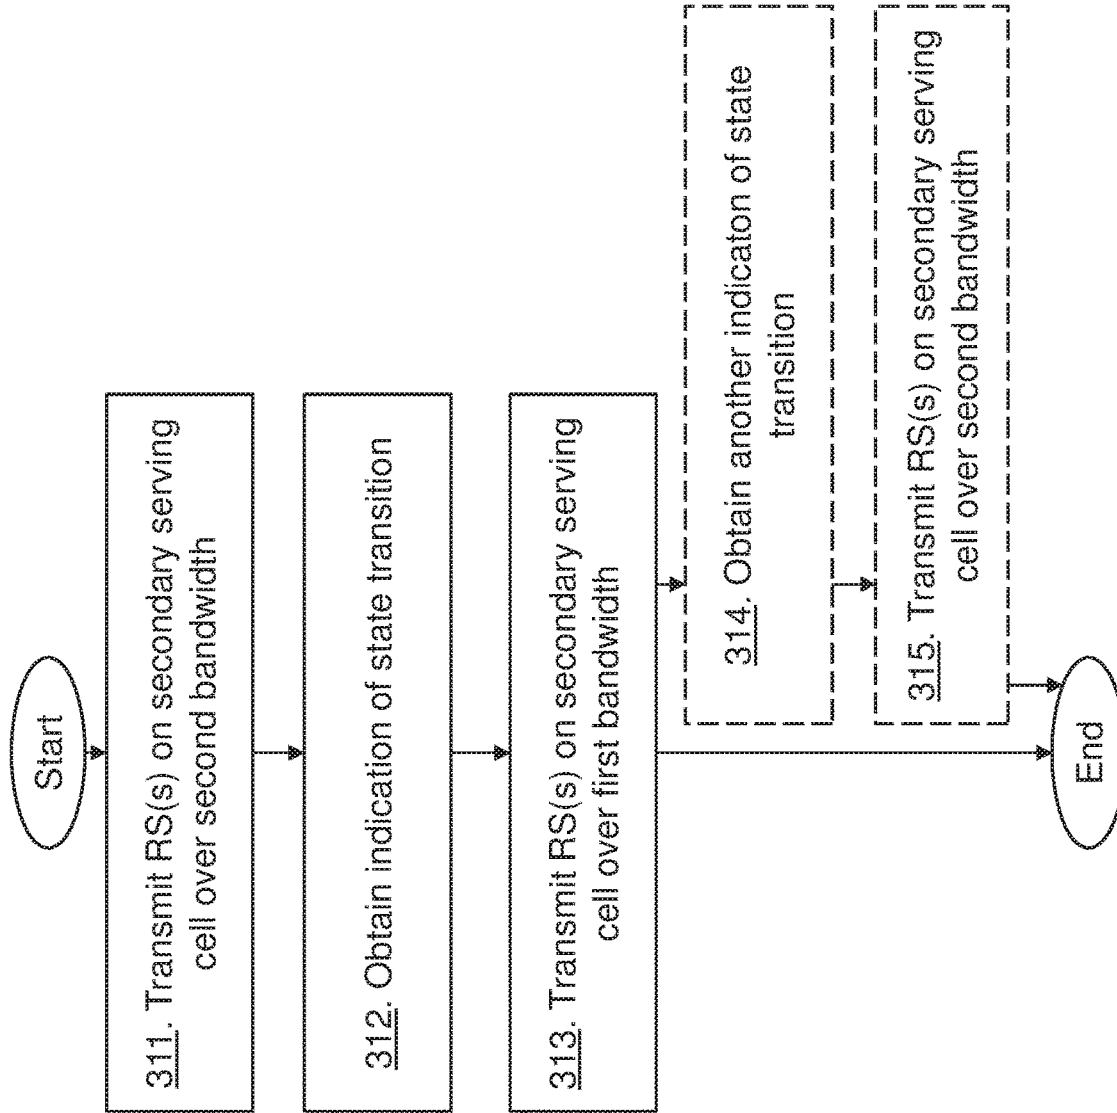 Start
311. Transmit RS(s) on secondary serving
cell over second bandwidth
312. Obtain indication of state transition
313. Transmit RS(s) on secondary serving
cell over first bandwidth
314. Obtain another indicaton of state
transition
315. Transmit RS(s) on secondary serving
cell over second bandwidth
End